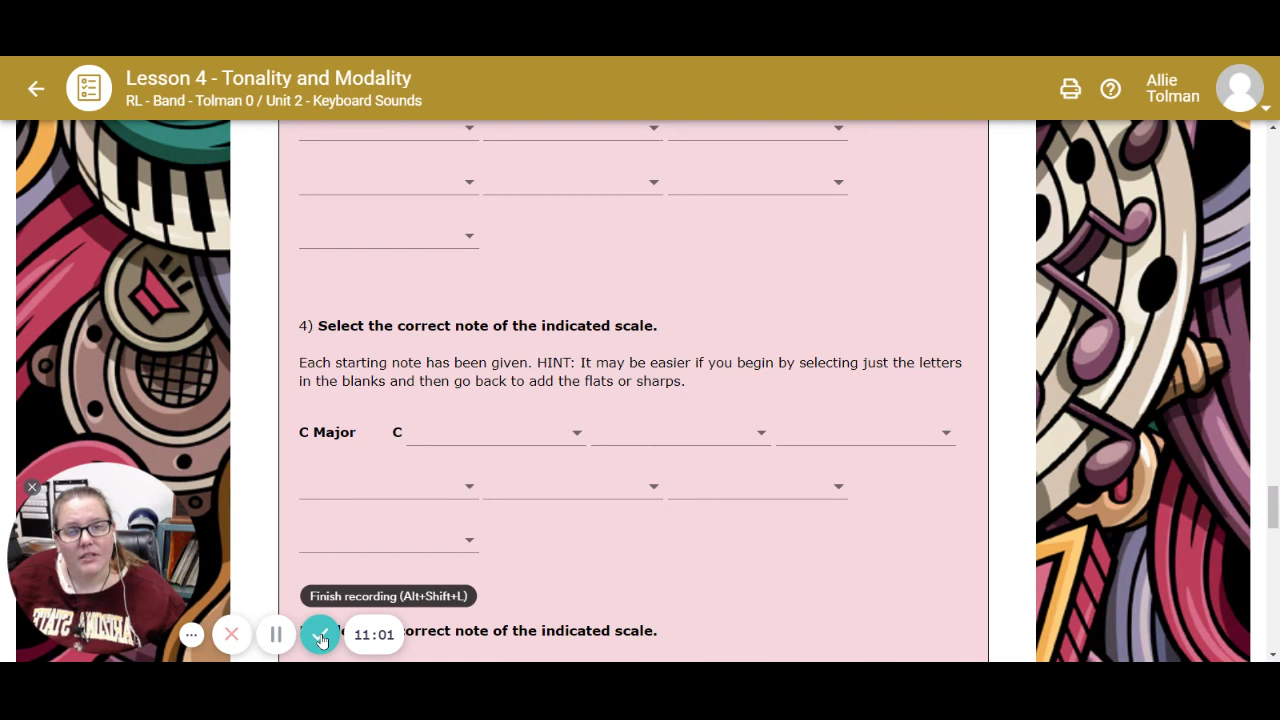 Lesson 4 - Tonality and Modality
RL - Band - Tolman 0 / Unit 2 - Keyboard Sounds
Allie
Tolman
4) Select the correct note of the indicated scale.
Each starting note has been given. HINT: It may be easier if you begin by selecting just the letters
in the blanks and then go back to add the flats or sharps.
C Major C
Finish recording (Alt+Shift+L)
11:01
correct note of the indicated scale.